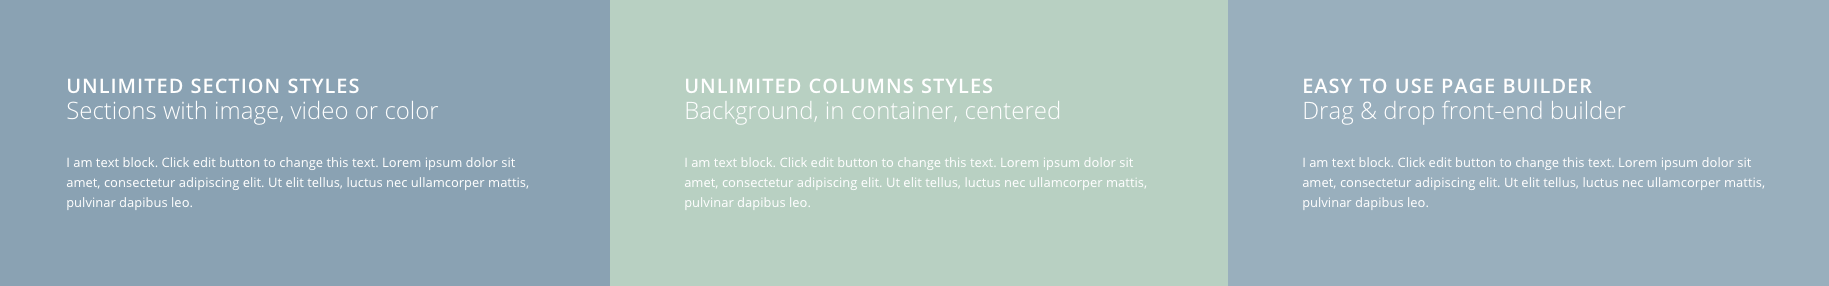 UNLIMITED SECTION STYLES
Sections with image, video or color
I am text block. Click edit button to change this text. Lorem ipsum dolor sit
amet, consectetur adipiscing elit. Ut elit tellus, luctus nec ullamcorper mattis,
pulvinar dapibus leo.
UNLIMITED COLUMNS STYLES
Background, in container, centered
I am text block. Click edit button to change this text. Lorem ipsum dolor sit
amet, consectetur adipiscing elit. Ut elit tellus, luctus nec ullamcorper mattis,
pulvinar dapibus leo.
EASY TO USE PAGE BUILDER
Drag & drop front-end builder
I am text block. Click edit button to change this text. Lorem ipsum dolor sit
amet, consectetur adipiscing elit. Ut elit tellus, luctus nec ullamcorper mattis,
pulvinar dapibus leo.